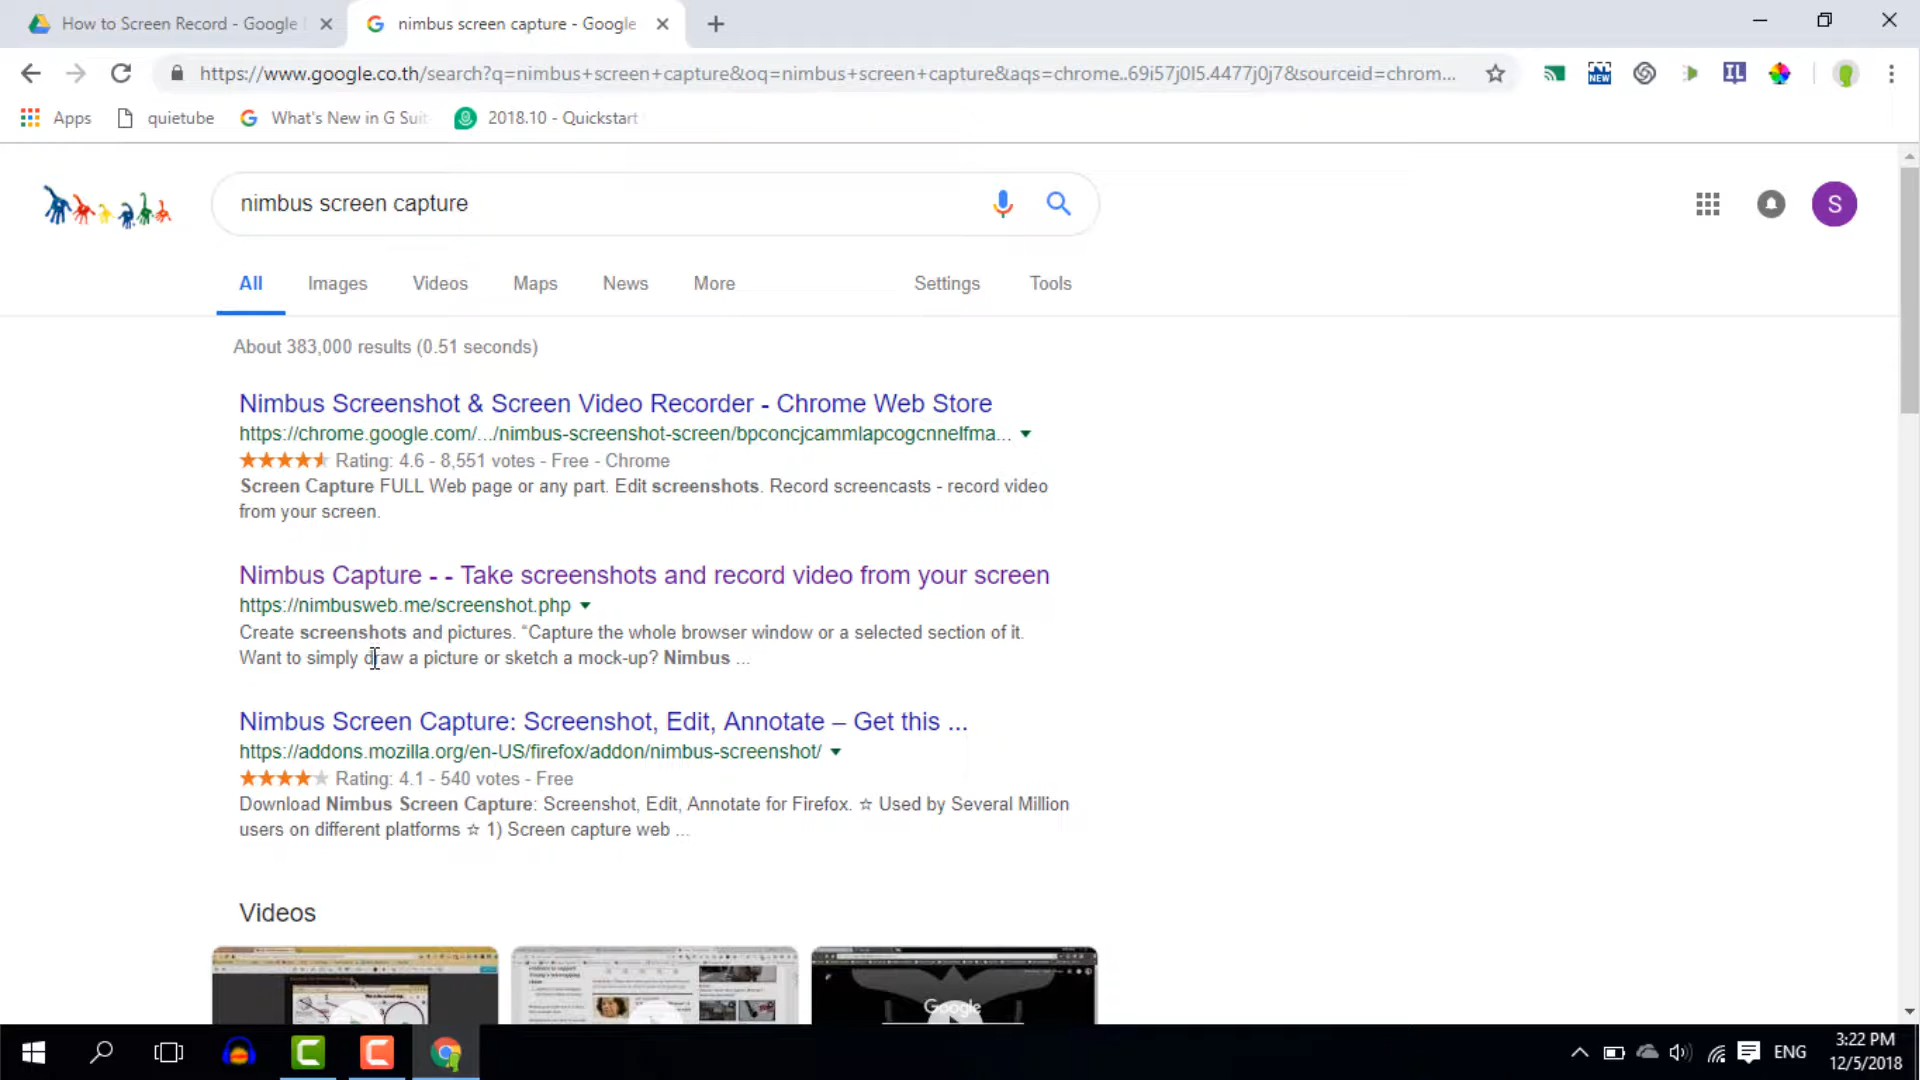 How to Screen Record - Google
nimbus screen capture - Google
https://www.google.co.th/search?q=nimbus+screen+capture&oq=nimbus+screen+capture&aqs=chrome..69i57j0l5.4477j0j7&sourceid=chrom...
NEW
IL
Apps
quietube
What's New in G Suit
2018.10 - Quickstart
nimbus screen capture
S
All
Images
Videos
Maps
News
More
Settings
Tools
About 383,000 results (0.51 seconds)
Nimbus Screenshot & Screen Video Recorder - Chrome Web Store
https://chrome.google.com/.../nimbus-screenshot-screen/bpconcjcammlapcogcnnelfma...
Rating: 4.6 - 8,551 votes - Free - Chrome
Screen Capture FULL Web page or any part. Edit screenshots. Record screencasts - record video
from your screen.
Nimbus Capture - - Take screenshots and record video from your screen
https://nimbusweb.me/screenshot.php
Create screenshots and pictures. “Capture the whole browser window or a selected section of it.
Want to simply draw a picture or sketch a mock-up? Nimbus ...
Nimbus Screen Capture: Screenshot, Edit, Annotate – Get this ...
https://addons.mozilla.org/en-US/firefox/addon/nimbus-screenshot/
Rating: 4.1 - 540 votes - Free
Download Nimbus Screen Capture: Screenshot, Edit, Annotate for Firefox. ☆ Used by Several Million
users on different platforms ☆ 1) Screen capture web ...
Videos
Google
ENG
3:22 PM
12/5/2018